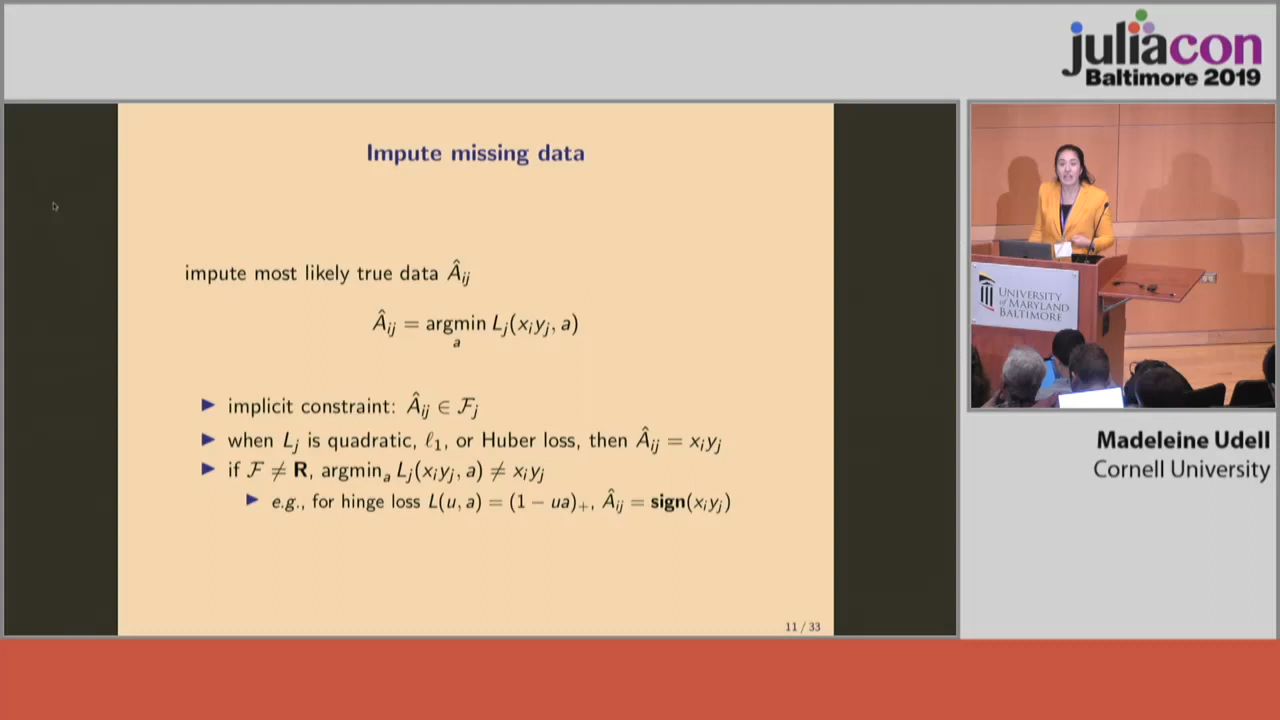 juliacon
Baltimore 2019
Impute missing data
impute most likely true data Â_ij
Â_ij = argmin_a L_j(x_i y_j, a)
▶ implicit constraint: Â_ij ∈ F_j
▶ when L_j is quadratic, ℓ_1, or Huber loss, then Â_ij = x_i y_j
▶ if F ≠ R, argmin_a L_j(x_i y_j, a) ≠ x_i y_j
▶ e.g., for hinge loss L(u, a) = (1 − ua)_+, Â_ij = sign(x_i y_j)
11 / 33
UNIVERSITY
of MARYLAND
BALTIMORE
Madeleine Udell
Cornell University